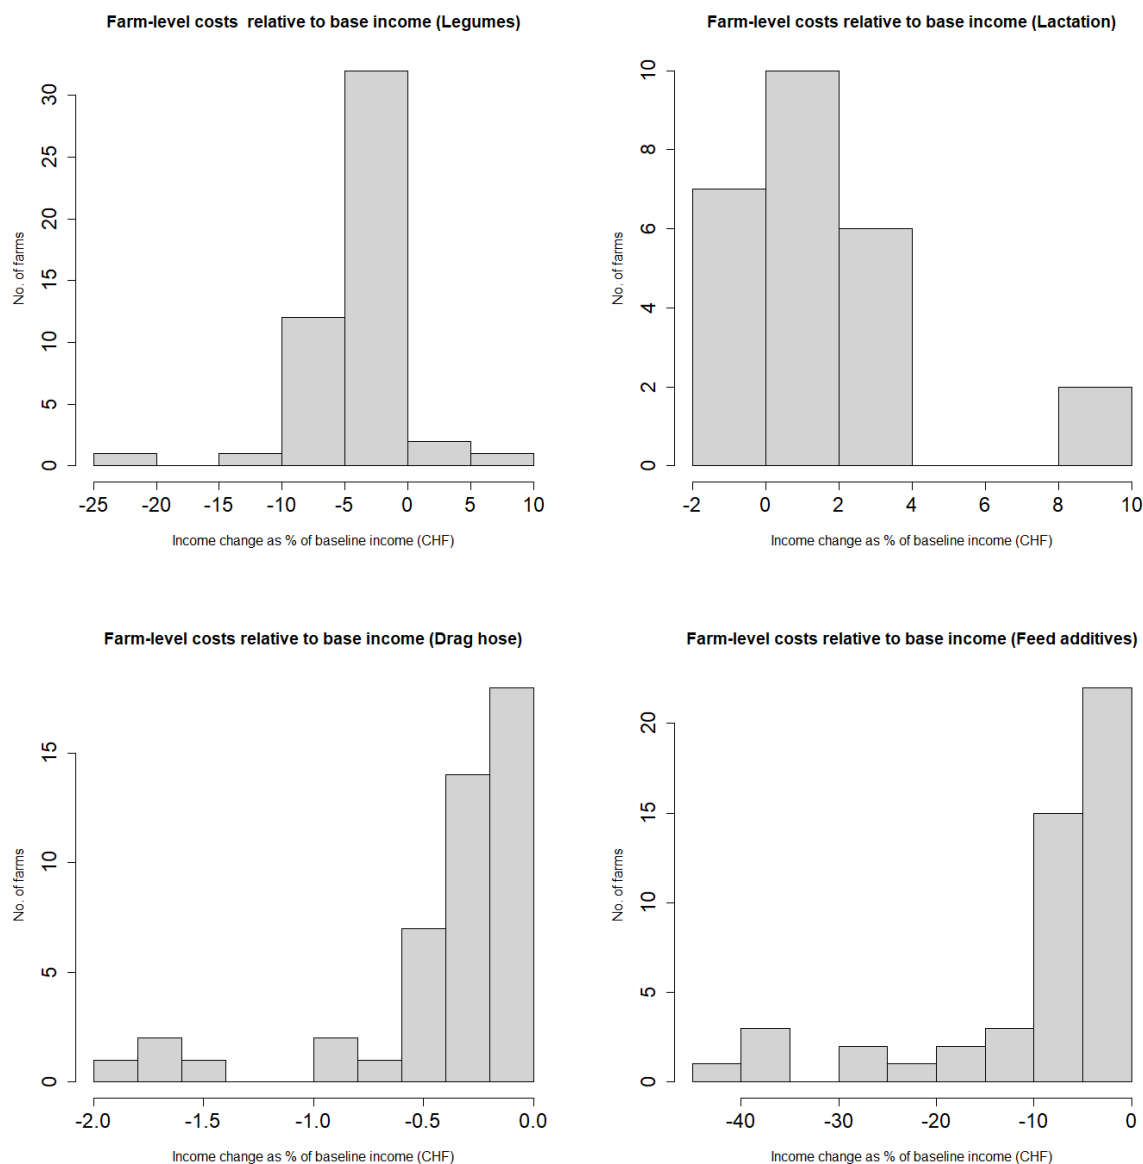 Farm-level costs  relative to base income (Legumes)
No. of farms
30
25
20
15
10
5
0
-25 -20 -15 -10 -5 0 5 10
Income change as % of baseline income (CHF)
Farm-level costs relative to base income (Lactation)
No. of farms
10
8
6
4
2
0
-2 0 2 4 6 8 10
Income change as % of baseline income (CHF)
Farm-level costs relative to base income (Drag hose)
No. of farms
15
10
5
0
-2.0 -1.5 -1.0 -0.5 0.0
Income change as % of baseline income (CHF)
Farm-level costs relative to base income (Feed additives)
No. of farms
20
15
10
5
0
-40 -30 -20 -10 0
Income change as % of baseline income (CHF)